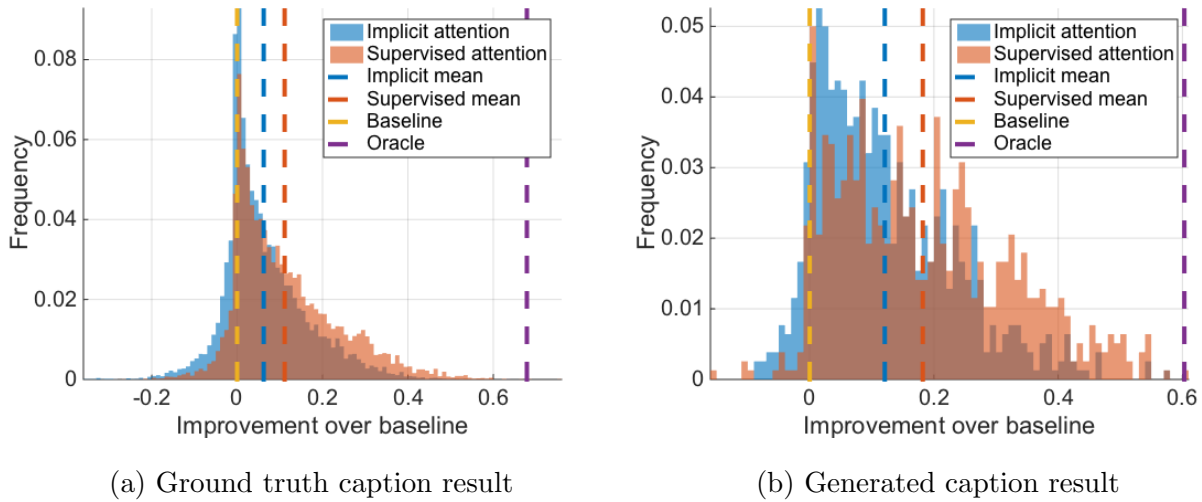 Frequency
0.08
0.06
0.04
0.02
0
-0.2
0
0.2
0.4
0.6
Improvement over baseline
Implicit attention
Supervised attention
Implicit mean
Supervised mean
Baseline
Oracle
(a) Ground truth caption result
Frequency
0.05
0.04
0.03
0.02
0.01
0
0
0.2
0.4
0.6
Improvement over baseline
Implicit attention
Supervised attention
Implicit mean
Supervised mean
Baseline
Oracle
(b) Generated caption result